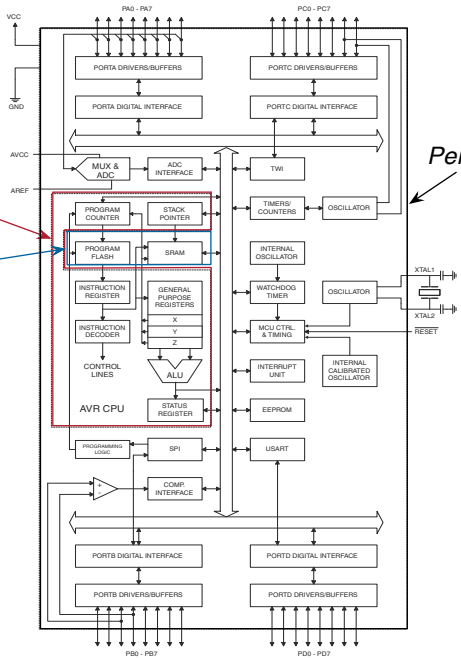 PA0 - PA7
PC0 - PC7
VCC
GND
PORTA DRIVERS/BUFFERS
PORTC DRIVERS/BUFFERS
PORTA DIGITAL INTERFACE
PORTC DIGITAL INTERFACE
AVCC
AREF
MUX &
ADC
ADC
INTERFACE
TWI
PROGRAM
COUNTER
STACK
POINTER
TIMERS/
COUNTERS
OSCILLATOR
PROGRAM
FLASH
SRAM
INTERNAL
OSCILLATOR
INSTRUCTION
REGISTER
GENERAL
PURPOSE
REGISTERS
X
Y
Z
WATCHDOG
TIMER
OSCILLATOR
XTAL1
XTAL2
RESET
INSTRUCTION
DECODER
MCU CTRL.
& TIMING
CONTROL
LINES
ALU
INTERRUPT
UNIT
INTERNAL
CALIBRATED
OSCILLATOR
AVR CPU
STATUS
REGISTER
EEPROM
PROGRAMMING
LOGIC
SPI
USART
+
-
COMP.
INTERFACE
PORTB DIGITAL INTERFACE
PORTD DIGITAL INTERFACE
PORTB DRIVERS/BUFFERS
PORTD DRIVERS/BUFFERS
PB0 - PB7
PD0 - PD7